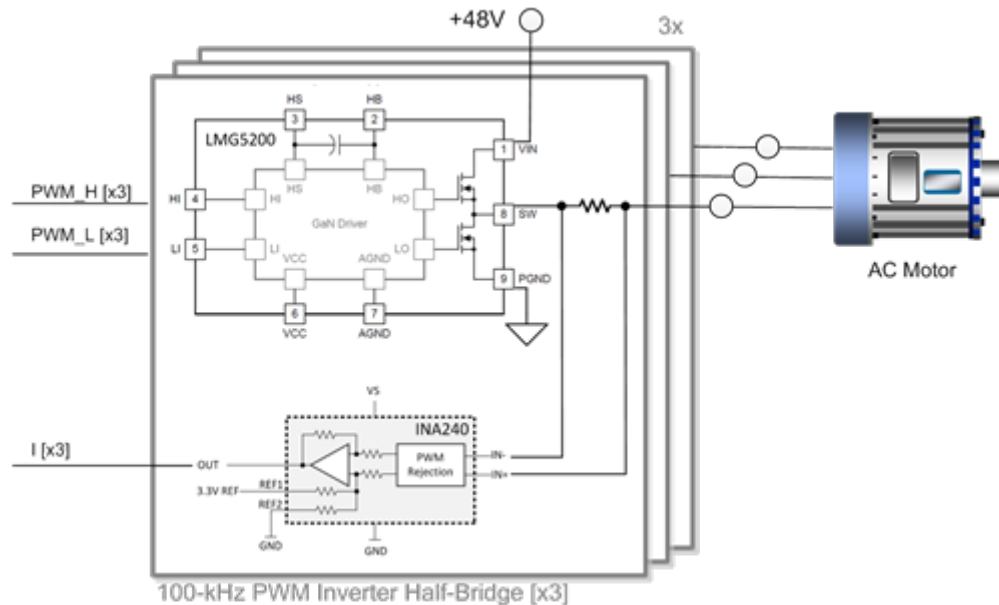 +48V
3x
HS
HB
3
2
LMG5200
1
VIN
HS
HB
PWM_H [x3]
HI
4
HI
HO
GaN Driver
8
SW
PWM_L [x3]
LI
5
LI
LO
VCC
AGND
9
PGND
6
7
VCC
AGND
AC Motor
VS
INA240
I [x3]
OUT
PWM
Rejection
IN-
IN+
3.3V REF
REF1
REF2
GND
GND
100-kHz PWM Inverter Half-Bridge [x3]